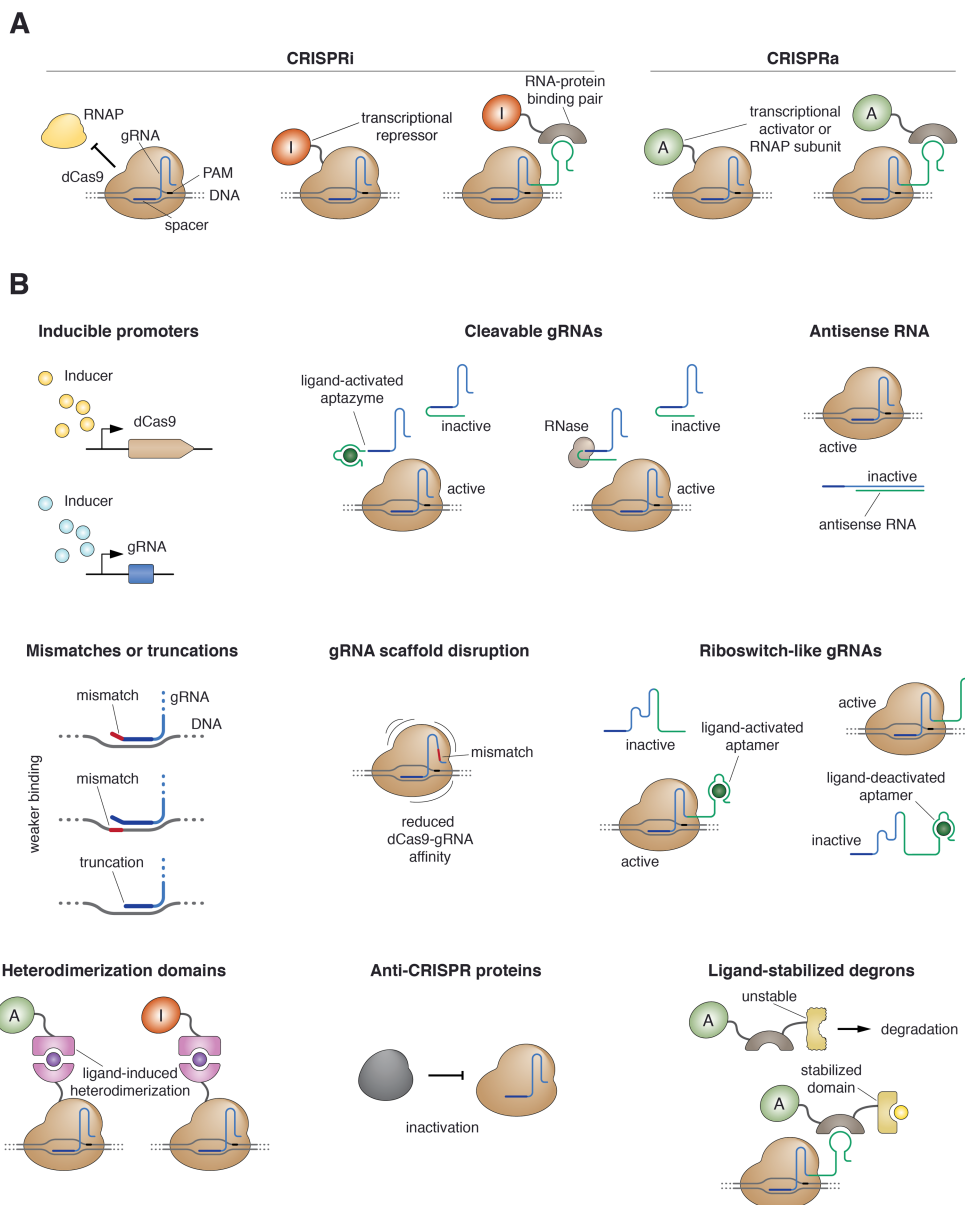 A
CRISPRi
CRISPRa
RNAP
gRNA
dCas9
PAM
DNA
spacer
I
transcriptional
repressor
I
RNA-protein
binding pair
A
transcriptional
activator or
RNAP subunit
A
B
Inducible promoters
Inducer
dCas9
Inducer
gRNA
Cleavable gRNAs
ligand-activated
aptazyme
inactive
active
RNase
inactive
active
Antisense RNA
active
inactive
antisense RNA
Mismatches or truncations
weaker binding
mismatch
gRNA
DNA
mismatch
truncation
gRNA scaffold disruption
mismatch
reduced
dCas9-gRNA
affinity
Riboswitch-like gRNAs
inactive
ligand-activated
aptamer
active
active
ligand-deactivated
aptamer
inactive
Heterodimerization domains
A
I
ligand-induced
heterodimerization
Anti-CRISPR proteins
inactivation
Ligand-stabilized degrons
unstable
A
degradation
stabilized
domain
A